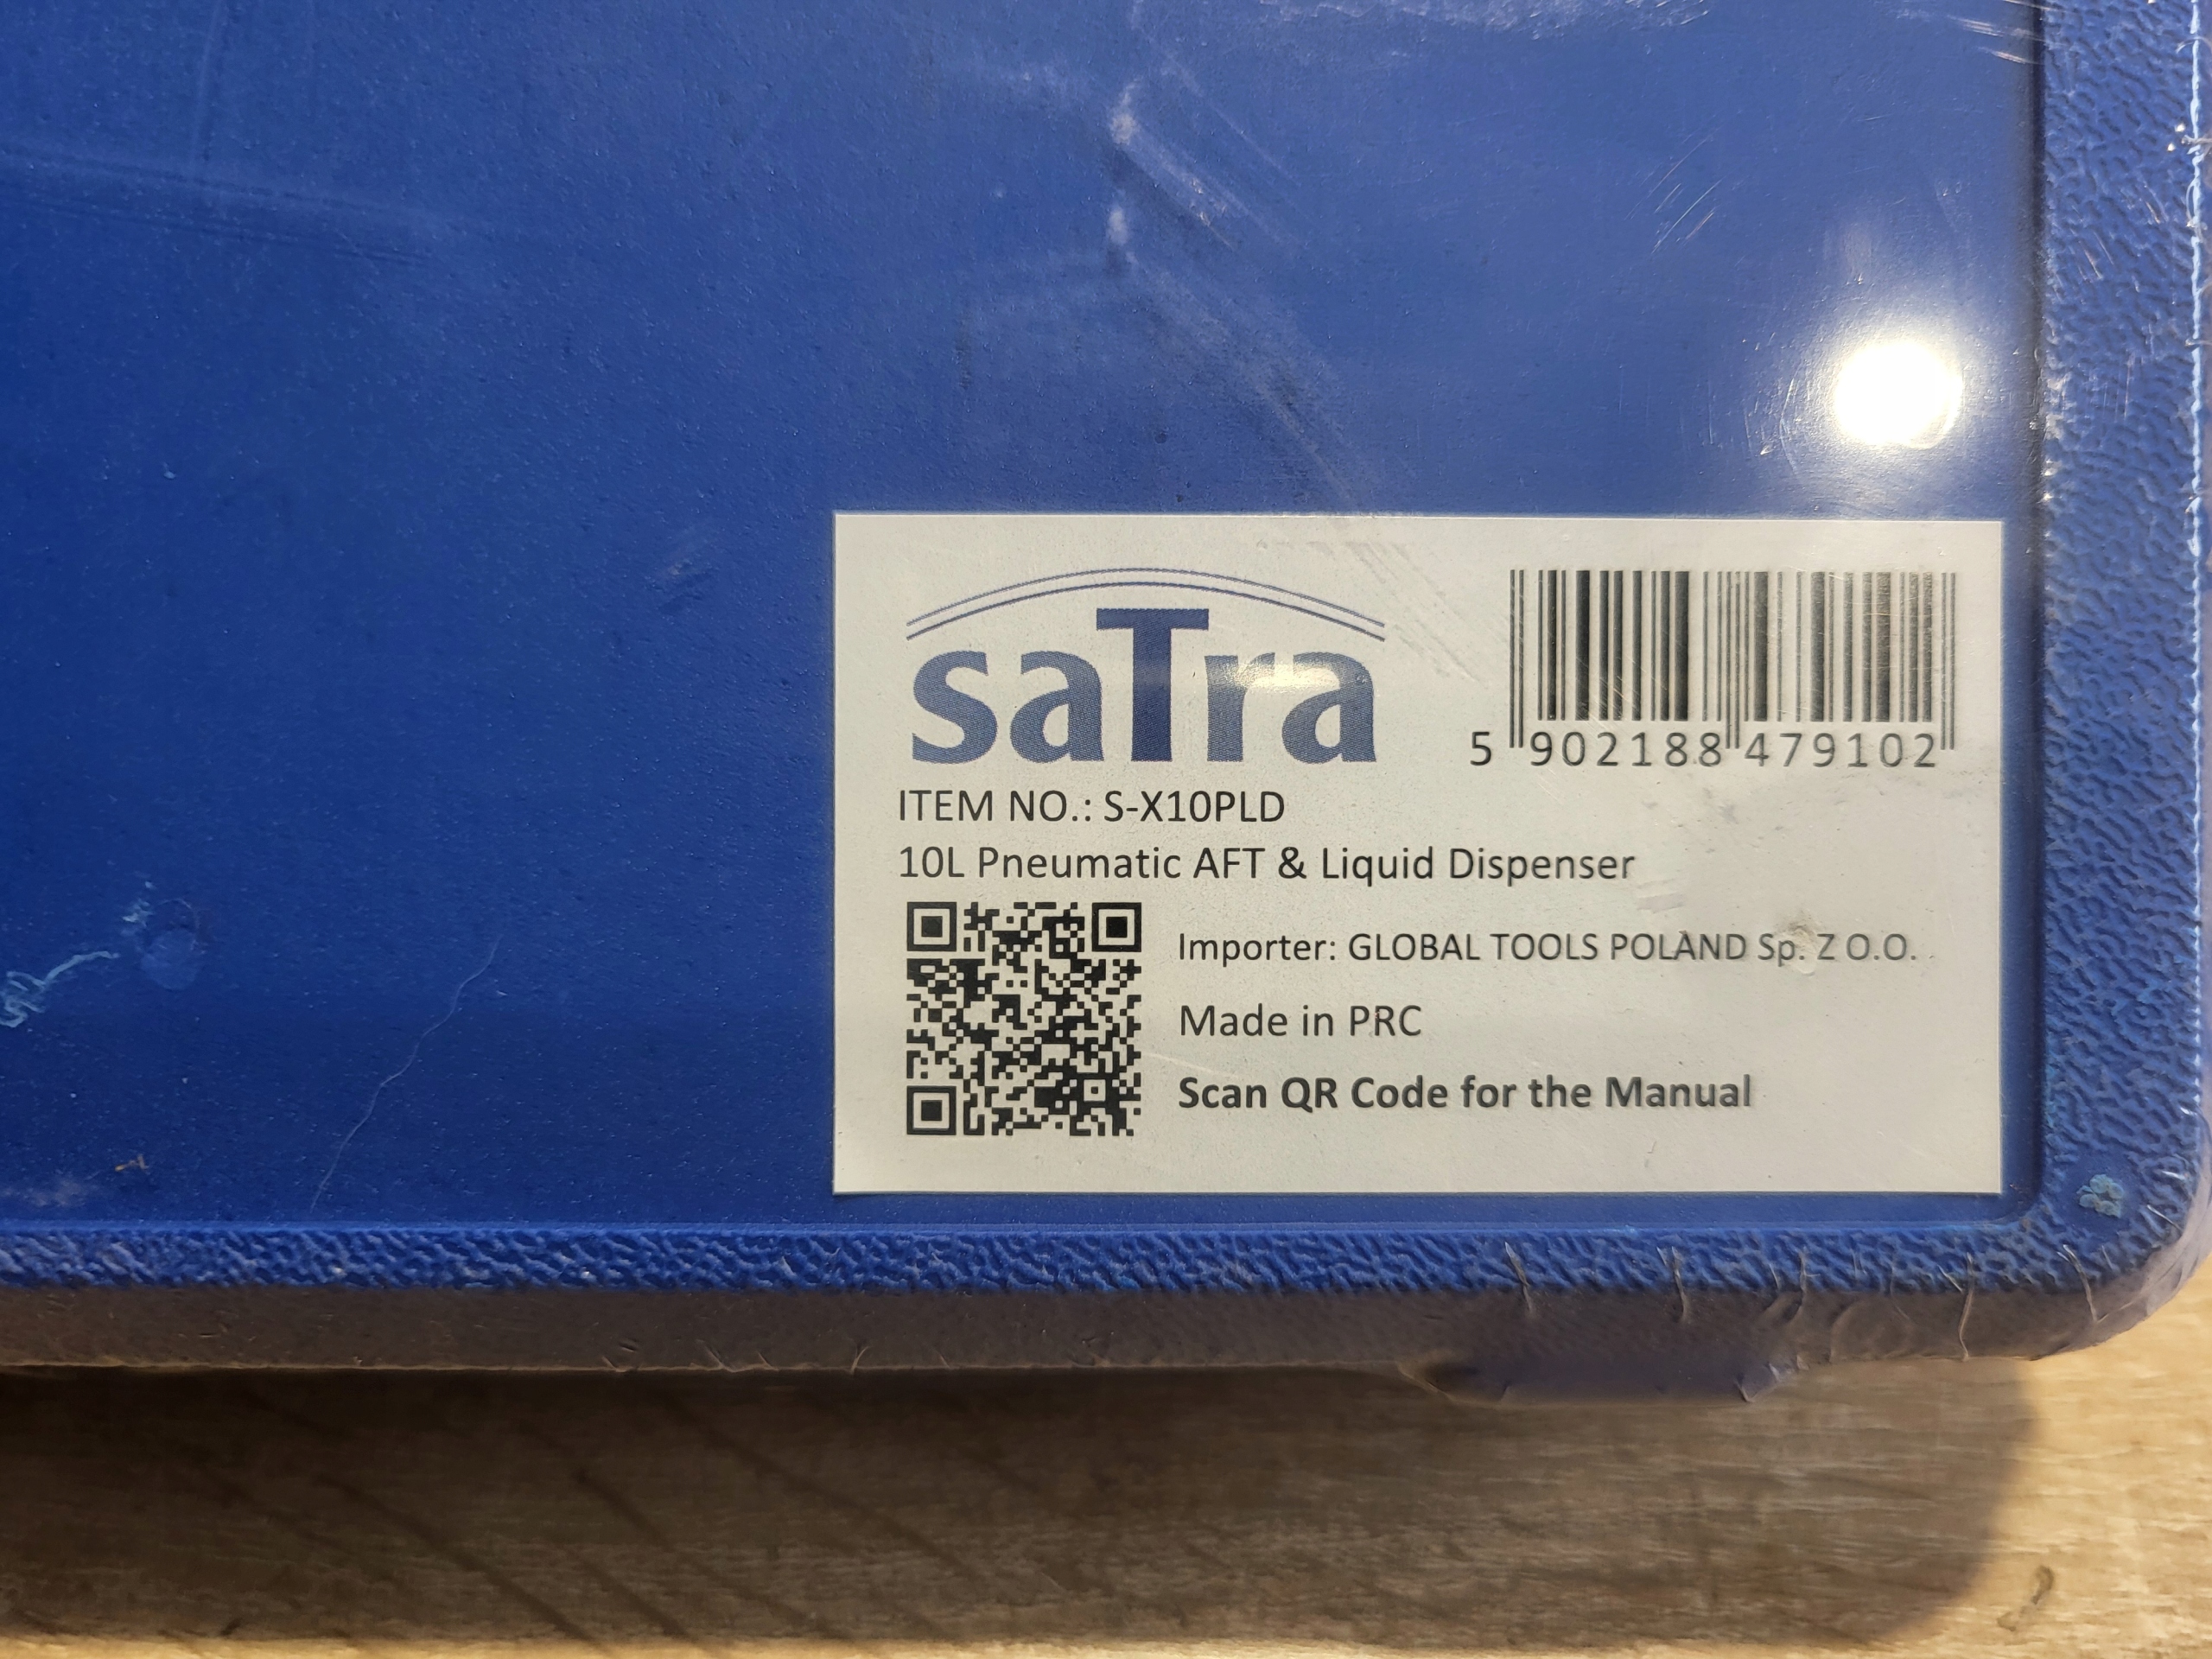 saTra
5 902188 479102
ITEM NO.: S-X10PLD
10L Pneumatic AFT & Liquid Dispenser
Importer: GLOBAL TOOLS POLAND Sp. Z O.O.
Made in PRC
Scan QR Code for the Manual